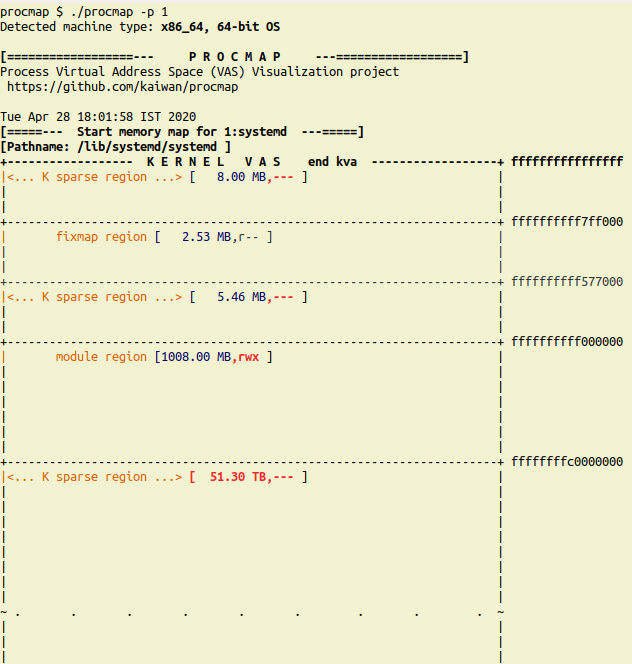 procmap $ ./procmap -p 1
Detected machine type: x86_64, 64-bit OS
[==================---     P R O C M A P     ---==================]
Process Virtual Address Space (VAS) Visualization project
 https://github.com/kaiwan/procmap
Tue Apr 28 18:01:58 IST 2020
[=====---  Start memory map for 1:systemd  ---=====]
[Pathname: /lib/systemd/systemd ]
+------------------  K E R N E L   V A S    end kva  ------------------+ ffffffffffffffff
|<... K sparse region ...> [   8.00 MB,--- ]                           |
|                                                                      |
|                                                                      |
+----------------------------------------------------------------------+ ffffffffff7ff000
|       fixmap region [   2.53 MB,r-- ]                                |
|                                                                      |
|                                                                      |
+----------------------------------------------------------------------+ ffffffffff577000
|<... K sparse region ...> [   5.46 MB,--- ]                           |
|                                                                      |
|                                                                      |
+----------------------------------------------------------------------+ ffffffffff000000
|       module region [1008.00 MB,rwx ]                                |
|                                                                      |
|                                                                      |
|                                                                      |
|                                                                      |
|                                                                      |
|                                                                      |
+----------------------------------------------------------------------+ ffffffffc0000000
|<... K sparse region ...> [  51.30 TB,--- ]                           |
|                                                                      |
|                                                                      |
|                                                                      |
|                                                                      |
|                                                                      |
|                                                                      |
|                                                                      |
|                                                                      |
~ .       .       .       .       .       .       .        .        .  ~
|                                                                      |
|                                                                      |
|                                                                      |